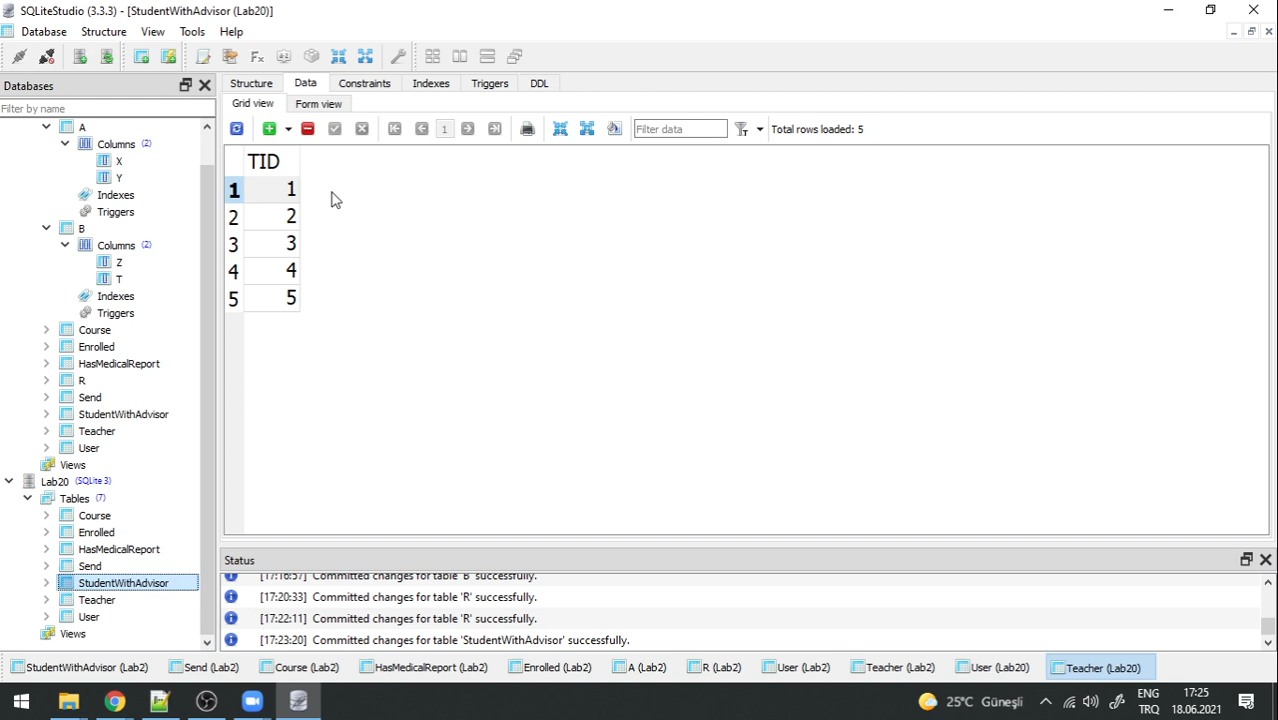 SQLiteStudio (3.3.3) - [StudentWithAdvisor (Lab20)]
Database Structure View Tools Help
Databases
Filter by name
A
Columns (2)
X
Y
Indexes
Triggers
B
Columns (2)
Z
T
Indexes
Triggers
Course
Enrolled
HasMedicalReport
R
Send
StudentWithAdvisor
Teacher
User
Views
Lab20 (SQLite 3)
Tables (7)
Course
Enrolled
HasMedicalReport
Send
StudentWithAdvisor
Teacher
User
Views
Structure Data Constraints Indexes Triggers DDL
Grid view Form view
1 Filter data Total rows loaded: 5
TID
1 1
2 2
3 3
4 4
5 5
Status
[17:16:57] Committed changes for table 'B' successfully.
[17:20:33] Committed changes for table 'R' successfully.
[17:22:11] Committed changes for table 'R' successfully.
[17:23:20] Committed changes for table 'StudentWithAdvisor' successfully.
StudentWithAdvisor (Lab2) Send (Lab2) Course (Lab2) HasMedicalReport (Lab2) Enrolled (Lab2) A (Lab2) R (Lab2) User (Lab2) Teacher (Lab2) User (Lab20) Teacher (Lab20)
25°C Güneşli
ENG
TRQ
17:25
18.06.2021